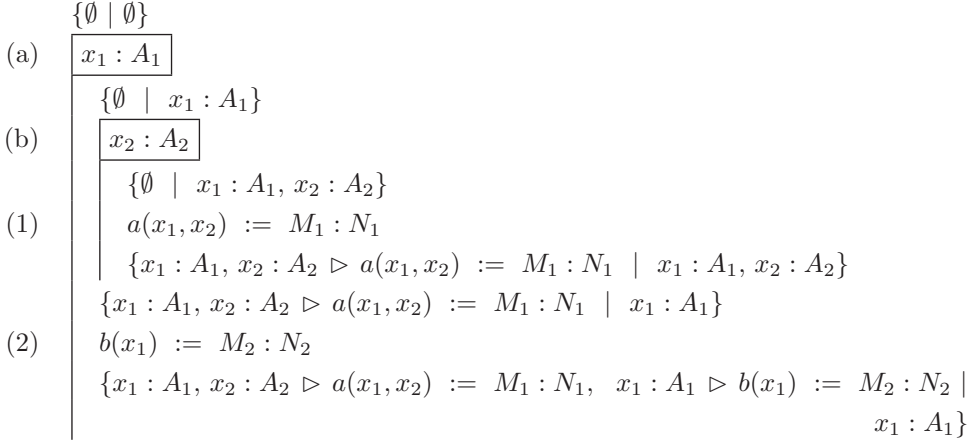 {∅ | ∅}
(a) x₁ : A₁
{∅ | x₁ : A₁}
(b) x₂ : A₂
{∅ | x₁ : A₁, x₂ : A₂}
(1) a(x₁, x₂) := M₁ : N₁
{x₁ : A₁, x₂ : A₂ ▷ a(x₁, x₂) := M₁ : N₁ | x₁ : A₁, x₂ : A₂}
{x₁ : A₁, x₂ : A₂ ▷ a(x₁, x₂) := M₁ : N₁ | x₁ : A₁}
(2) b(x₁) := M₂ : N₂
{x₁ : A₁, x₂ : A₂ ▷ a(x₁, x₂) := M₁ : N₁, x₁ : A₁ ▷ b(x₁) := M₂ : N₂ |
x₁ : A₁}